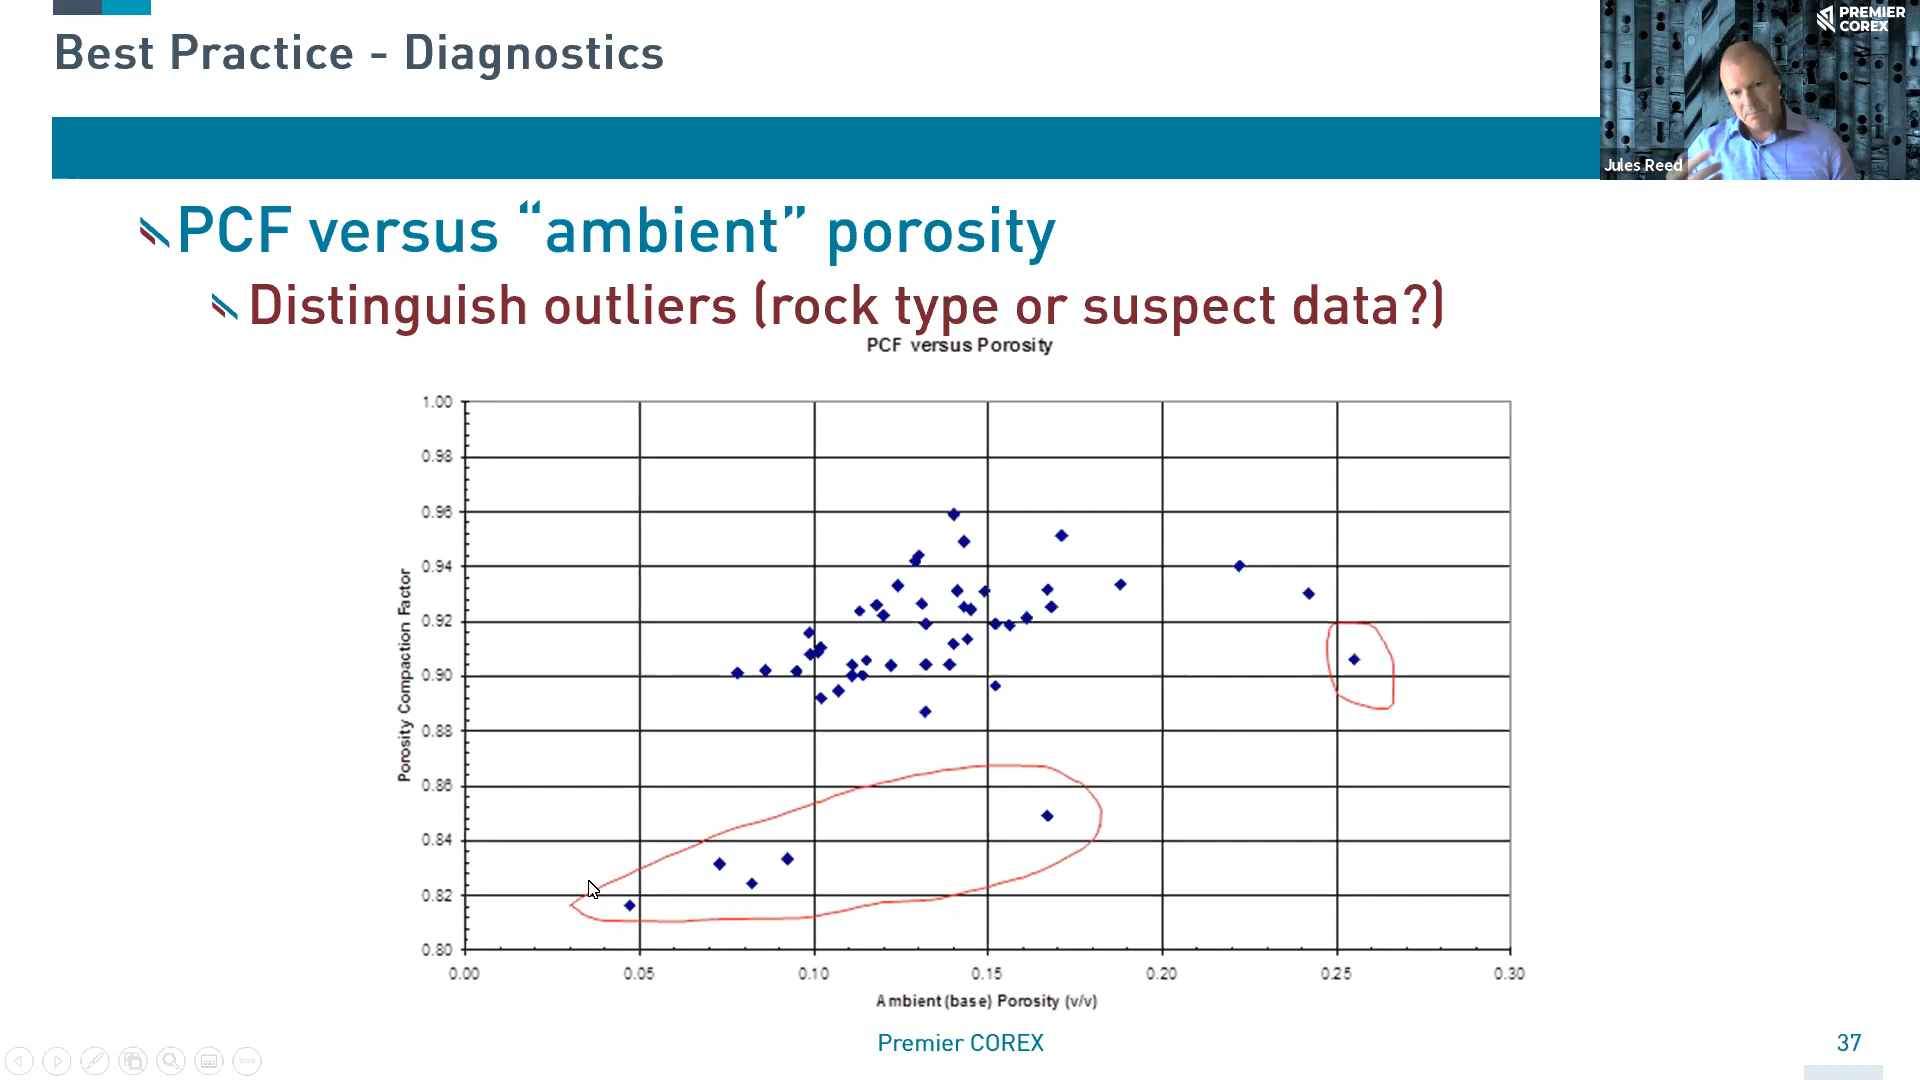 Best Practice - Diagnostics
PREMIER
COREX
Jules Reed
PCF versus “ambient” porosity
Distinguish outliers (rock type or suspect data?)
PCF versus Porosity
1.00
0.98
0.96
0.94
0.92
0.90
0.88
0.86
0.84
0.82
0.80
Porosity Compaction Factor
0.00 0.05 0.10 0.15 0.20 0.25 0.30
Ambient (base) Porosity (v/v)
Premier COREX
37